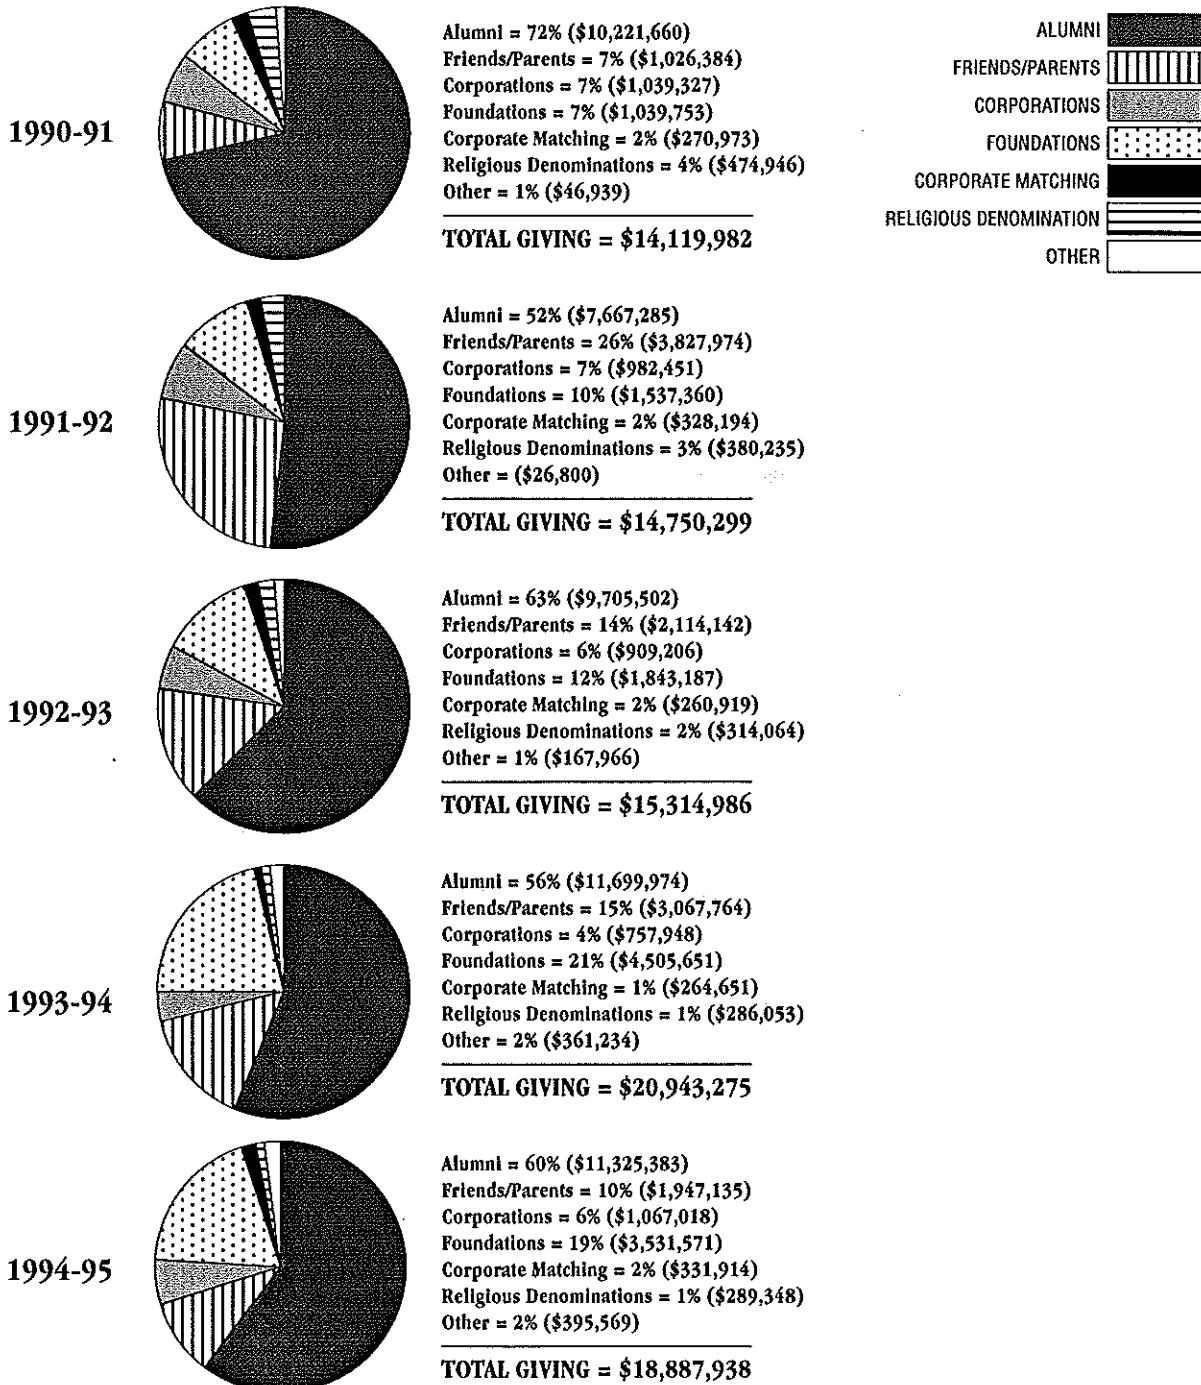 1990-91
Alumni = 72% ($10,221,660)
Friends/Parents = 7% ($1,026,384)
Corporations = 7% ($1,039,327)
Foundations = 7% ($1,039,753)
Corporate Matching = 2% ($270,973)
Religious Denominations = 4% ($474,946)
Other = 1% ($46,939)
TOTAL GIVING = $14,119,982
ALUMNI
FRIENDS/PARENTS
CORPORATIONS
FOUNDATIONS
CORPORATE MATCHING
RELIGIOUS DENOMINATION
OTHER
1991-92
Alumni = 52% ($7,667,285)
Friends/Parents = 26% ($3,827,974)
Corporations = 7% ($982,451)
Foundations = 10% ($1,537,360)
Corporate Matching = 2% ($328,194)
Religious Denominations = 3% ($380,235)
Other = ($26,800)
TOTAL GIVING = $14,750,299
1992-93
Alumni = 63% ($9,705,502)
Friends/Parents = 14% ($2,114,142)
Corporations = 6% ($909,206)
Foundations = 12% ($1,843,187)
Corporate Matching = 2% ($260,919)
Religious Denominations = 2% ($314,064)
Other = 1% ($167,966)
TOTAL GIVING = $15,314,986
1993-94
Alumni = 56% ($11,699,974)
Friends/Parents = 15% ($3,067,764)
Corporations = 4% ($757,948)
Foundations = 21% ($4,505,651)
Corporate Matching = 1% ($264,651)
Religious Denominations = 1% ($286,053)
Other = 2% ($361,234)
TOTAL GIVING = $20,943,275
1994-95
Alumni = 60% ($11,325,383)
Friends/Parents = 10% ($1,947,135)
Corporations = 6% ($1,067,018)
Foundations = 19% ($3,531,571)
Corporate Matching = 2% ($331,914)
Religious Denominations = 1% ($289,348)
Other = 2% ($395,569)
TOTAL GIVING = $18,887,938